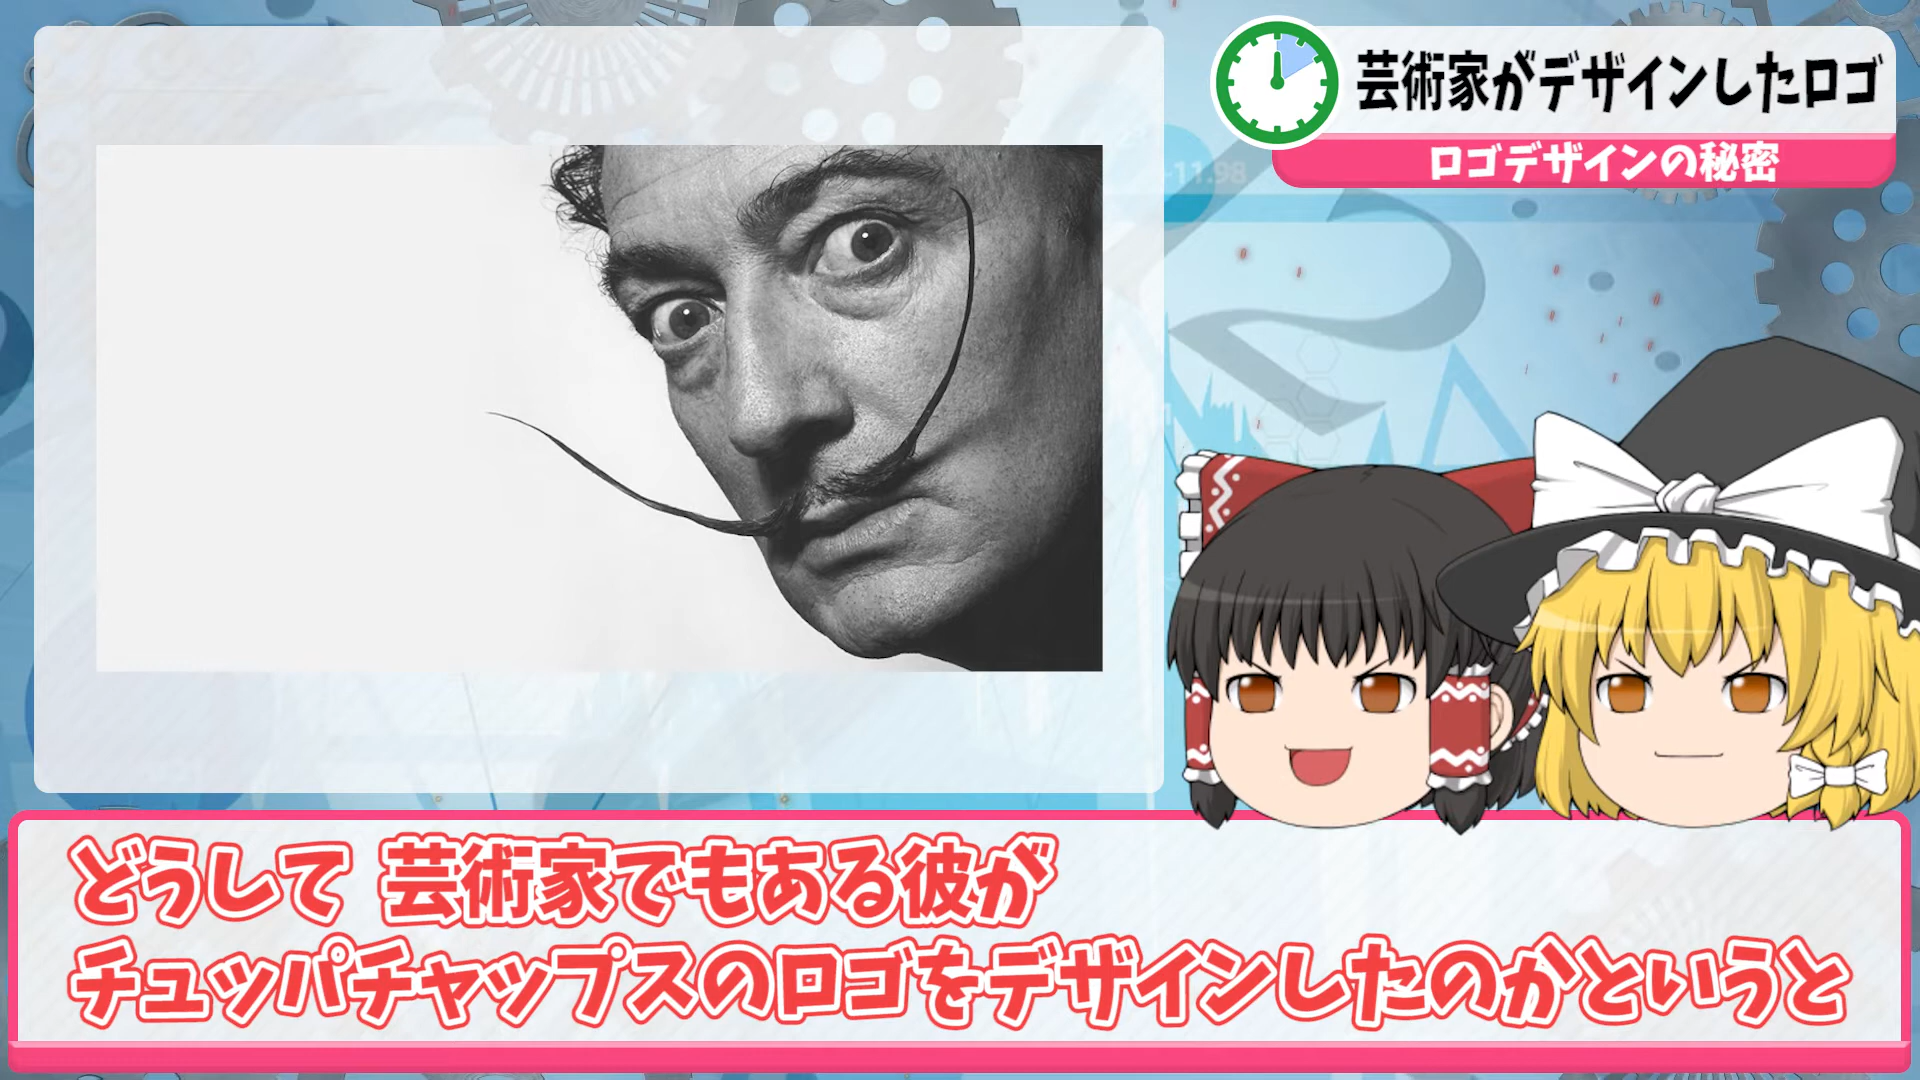 芸術家がデザインしたロゴ
ロゴデザインの秘密
-11.98
どうして 芸術家でもある彼が
チュッパチャップスのロゴをデザインしたのかというと